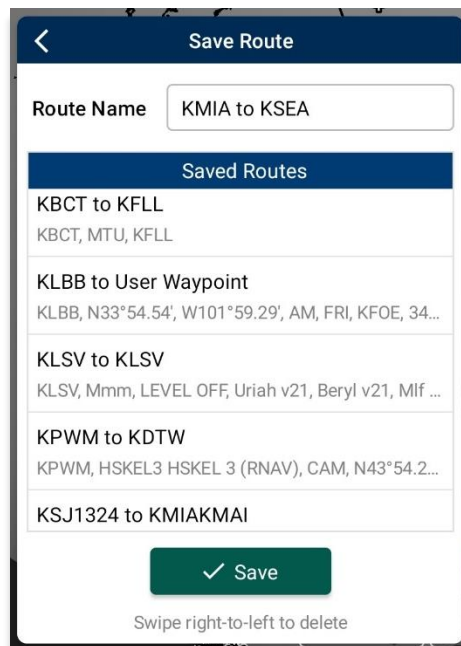 Save Route
Route Name KMIA to KSEA
Saved Routes
KBCT to KFLL
KBCT, MTU, KFLL
KLBB to User Waypoint
KLBB, N33°54.54', W101°59.29', AM, FRI, KFOE, 34...
KLSV to KLSV
KLSV, Mmm, LEVEL OFF, Uriah v21, Beryl v21, Mlf ...
KPWM to KDTW
KPWM, HSKEL3 HSKEL 3 (RNAV), CAM, N43°54.2...
KSJ1324 to KMIAKMAI
Save
Swipe right-to-left to delete